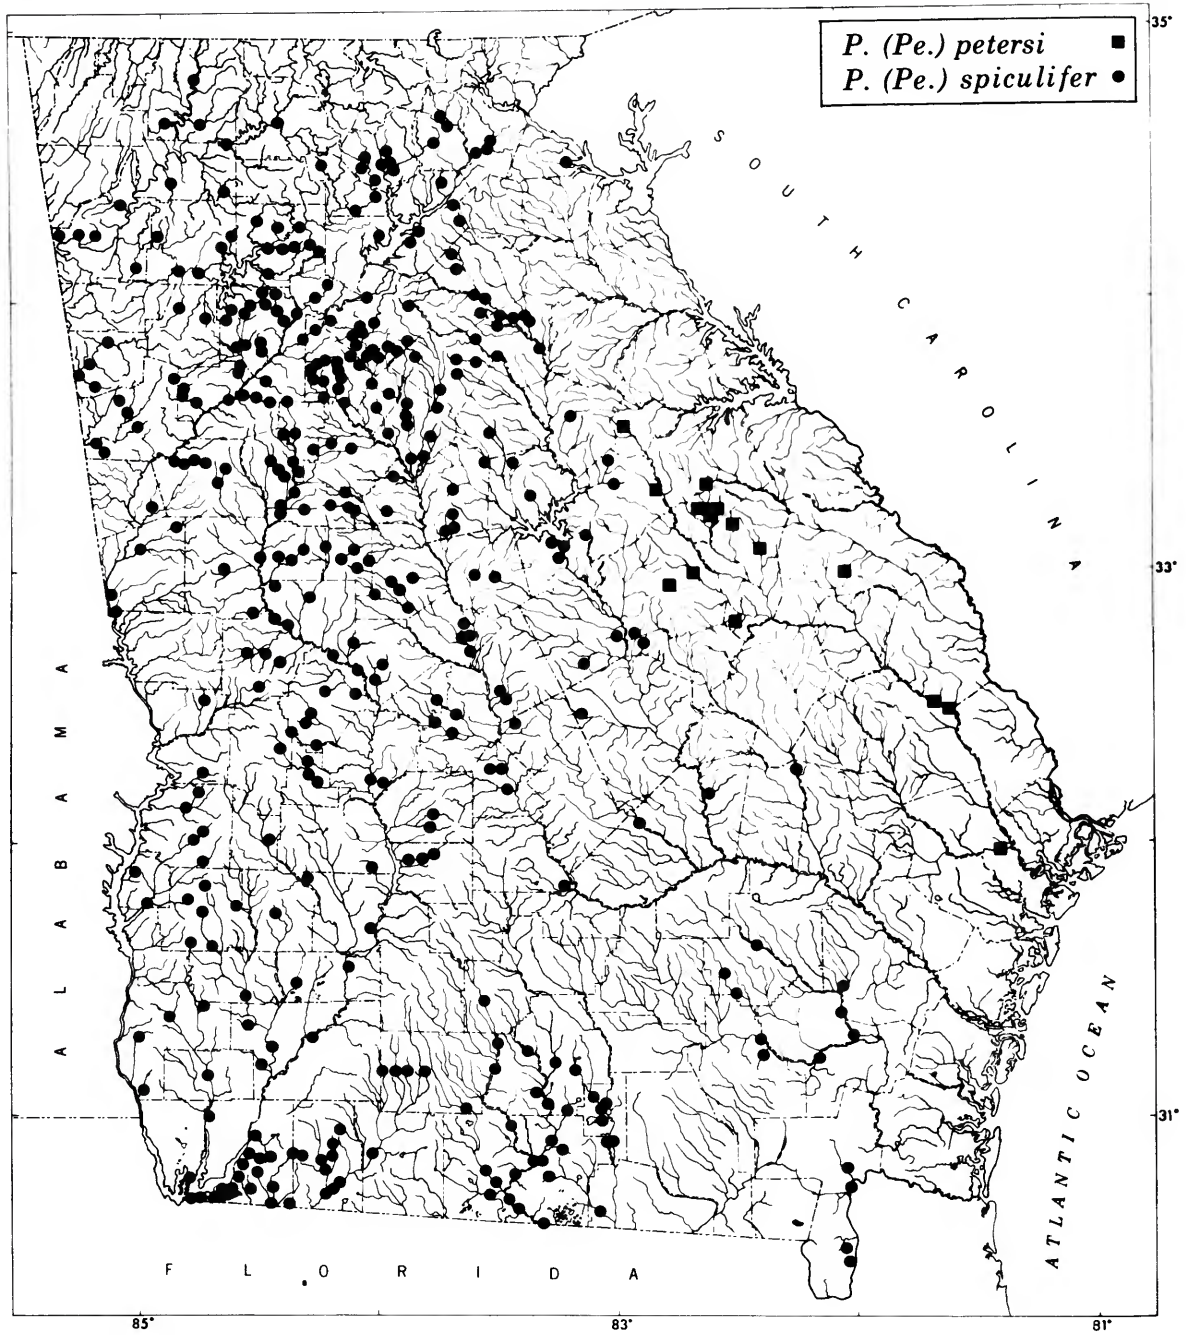 35°
P. (Pe.) petersi
P. (Pe.) spiculifer
SOUTH CAROLINA
33°
ALABAMA
31°
ATLANTIC OCEAN
FLORIDA
85°
83°
81°